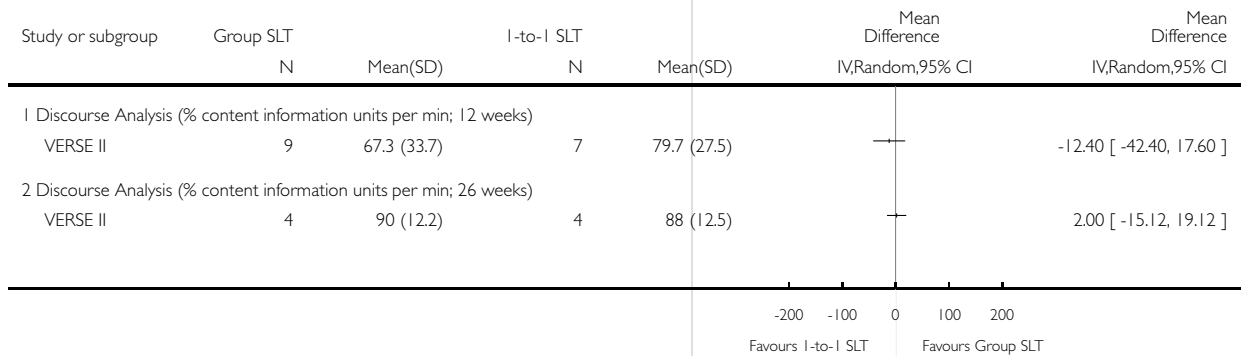 Study or subgroup Group SLT 1-to-1 SLT Mean Difference Mean Difference
N Mean(SD) N Mean(SD) IV,Random,95% CI IV,Random,95% CI
1 Discourse Analysis (% content information units per min; 12 weeks)
VERSE II 9 67.3 (33.7) 7 79.7 (27.5) -12.40 [ -42.40, 17.60 ]
2 Discourse Analysis (% content information units per min; 26 weeks)
VERSE II 4 90 (12.2) 4 88 (12.5) 2.00 [ -15.12, 19.12 ]
-200 -100 0 100 200
Favours 1-to-1 SLT Favours Group SLT